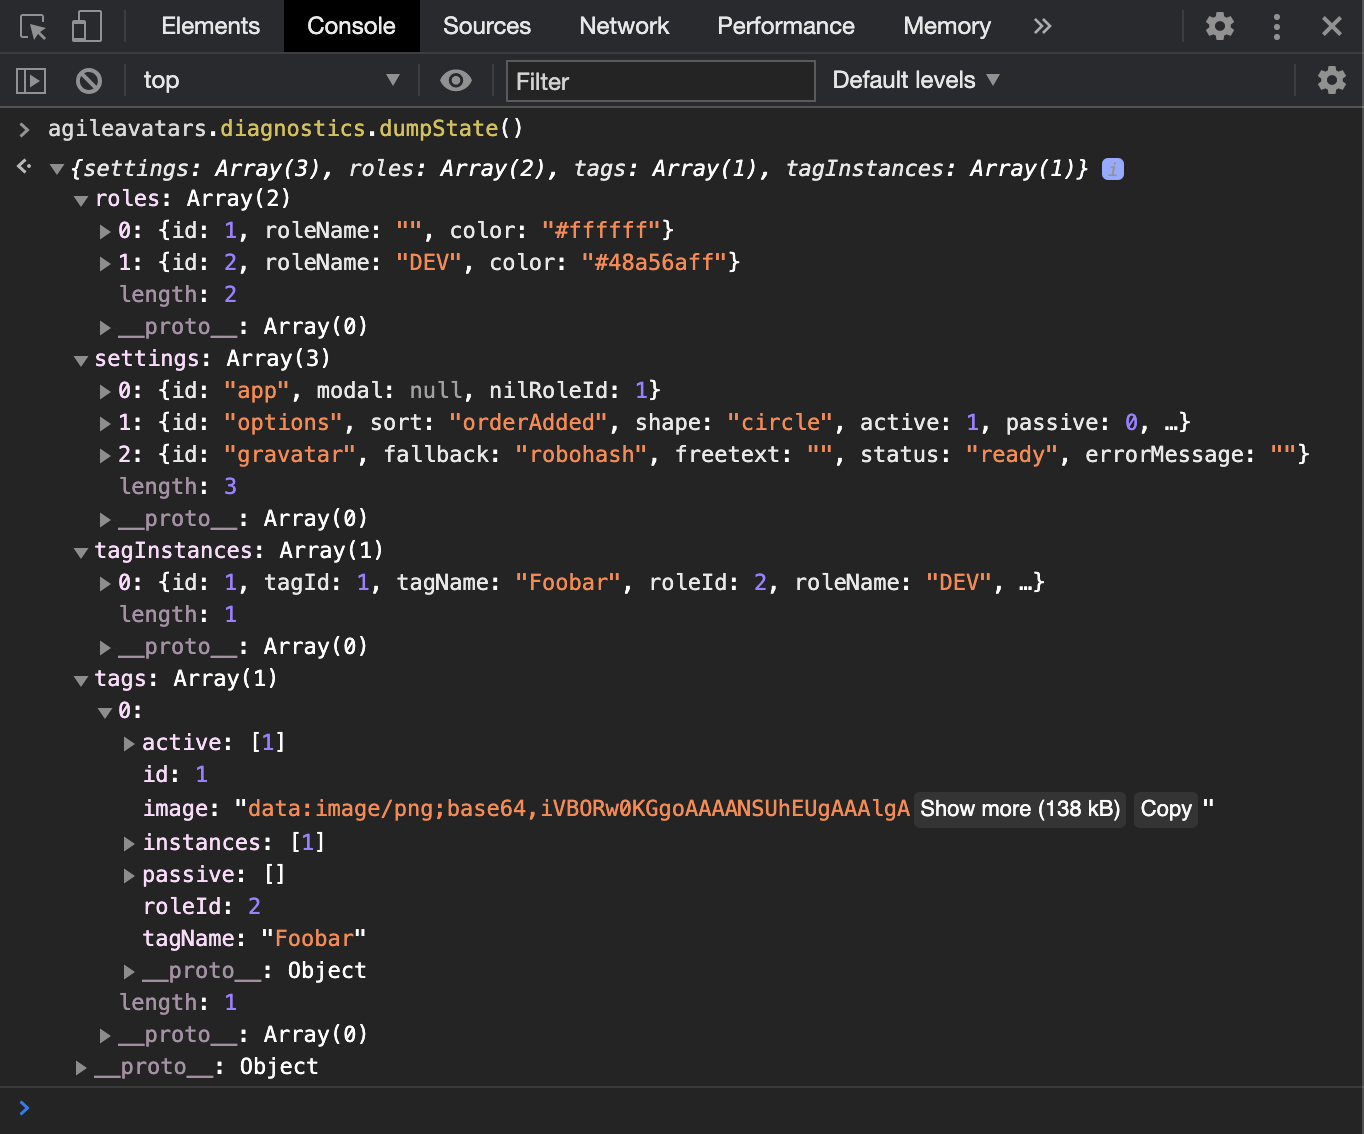 Elements Console Sources Network Performance Memory »
top Filter Default levels
agileavatars.diagnostics.dumpState()
{settings: Array(3), roles: Array(2), tags: Array(1), tagInstances: Array(1)} i
roles: Array(2)
0: {id: 1, roleName: "", color: "#ffffff"}
1: {id: 2, roleName: "DEV", color: "#48a56aff"}
length: 2
__proto__: Array(0)
settings: Array(3)
0: {id: "app", modal: null, nilRoleId: 1}
1: {id: "options", sort: "orderAdded", shape: "circle", active: 1, passive: 0, …}
2: {id: "gravatar", fallback: "robohash", freetext: "", status: "ready", errorMessage: ""}
length: 3
__proto__: Array(0)
tagInstances: Array(1)
0: {id: 1, tagId: 1, tagName: "Foobar", roleId: 2, roleName: "DEV", …}
length: 1
__proto__: Array(0)
tags: Array(1)
0:
active: [1]
id: 1
image: "data:image/png;base64,iVBORw0KGgoAAAANSUhEUgAAAlgA Show more (138 kB) Copy "
instances: [1]
passive: []
roleId: 2
tagName: "Foobar"
__proto__: Object
length: 1
__proto__: Array(0)
__proto__: Object